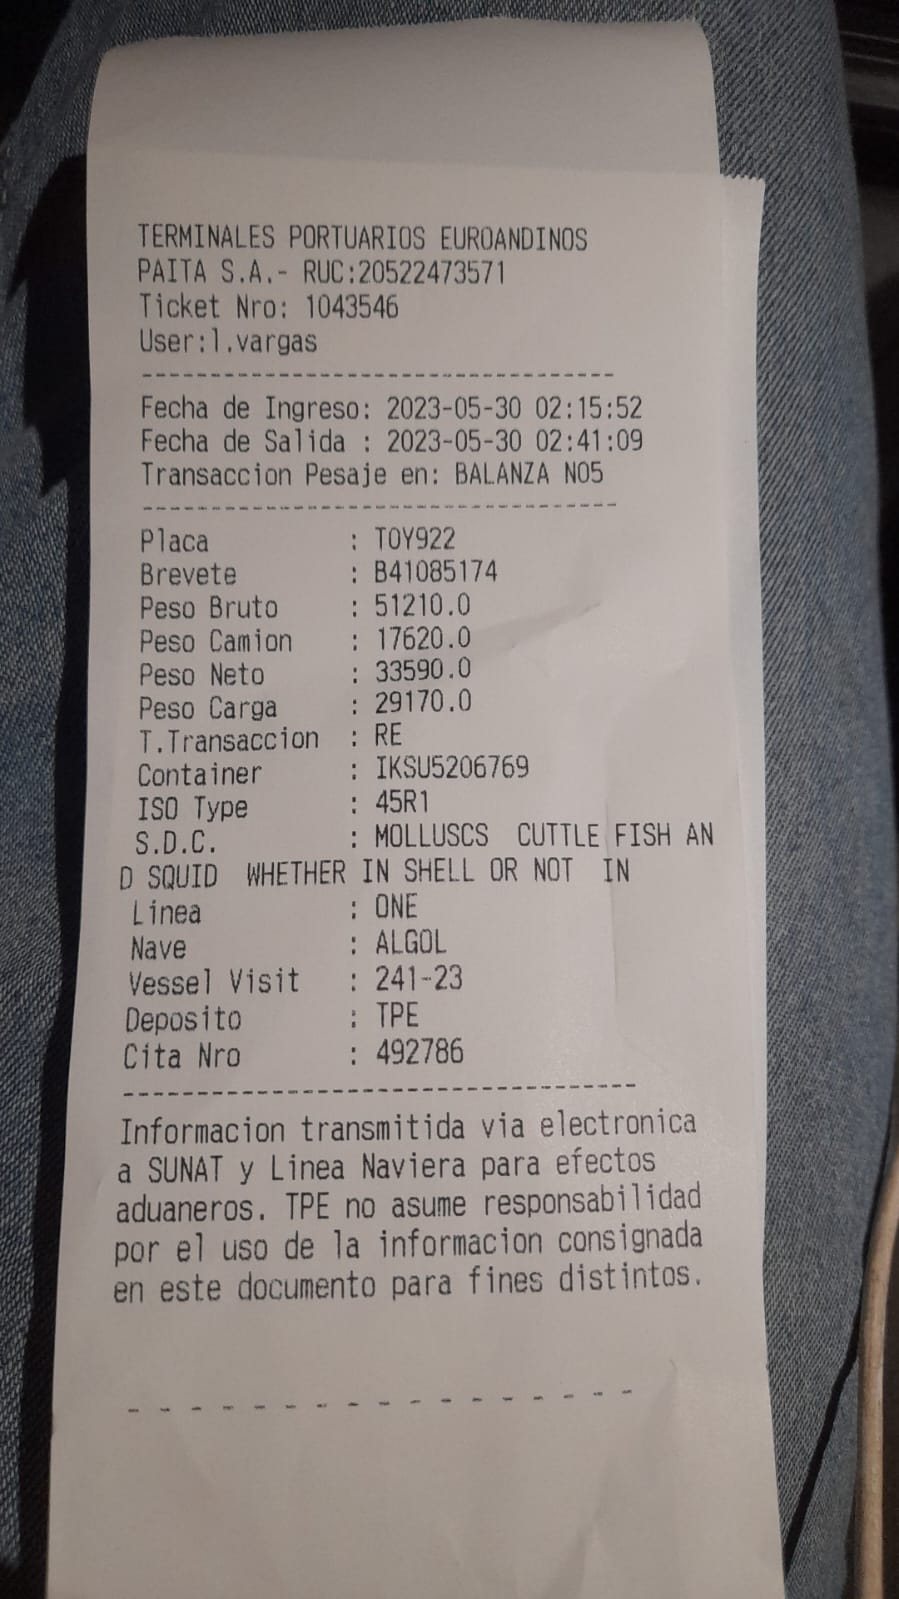 TERMINALES PORTUARIOS EUROANDINOS
PAITA S.A.- RUC:20522473571
Ticket Nro: 1043546
User:l.vargas
----------------------------------
Fecha de Ingreso: 2023-05-30 02:15:52
Fecha de Salida : 2023-05-30 02:41:09
Transaccion Pesaje en: BALANZA NO5
----------------------------------
Placa : TOY922
Brevete : B41085174
Peso Bruto : 51210.0
Peso Camion : 17620.0
Peso Neto : 33590.0
Peso Carga : 29170.0
T.Transaccion : RE
Container : IKSU5206769
ISO Type : 45R1
S.D.C. : MOLLUSCS CUTTLE FISH AN
D SQUID WHETHER IN SHELL OR NOT IN
Linea : ONE
Nave : ALGOL
Vessel Visit : 241-23
Deposito : TPE
Cita Nro : 492786
----------------------------------
Informacion transmitida via electronica
a SUNAT y Linea Naviera para efectos
aduaneros. TPE no asume responsabilidad
por el uso de la informacion consignada
en este documento para fines distintos.
- - - - - - - - - - - - - - - - -